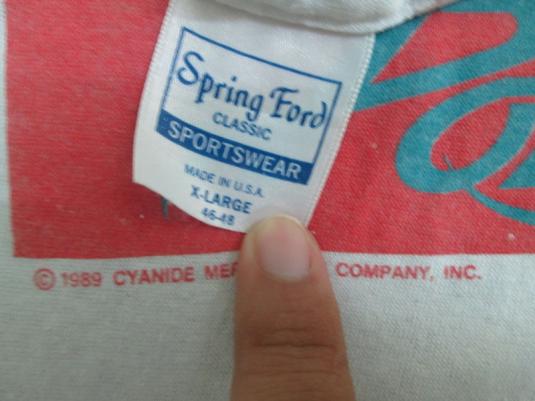 Spring Ford
CLASSIC
SPORTSWEAR
MADE IN U.S.A.
X-LARGE
46-48
© 1989 CYANIDE COMPANY, INC.